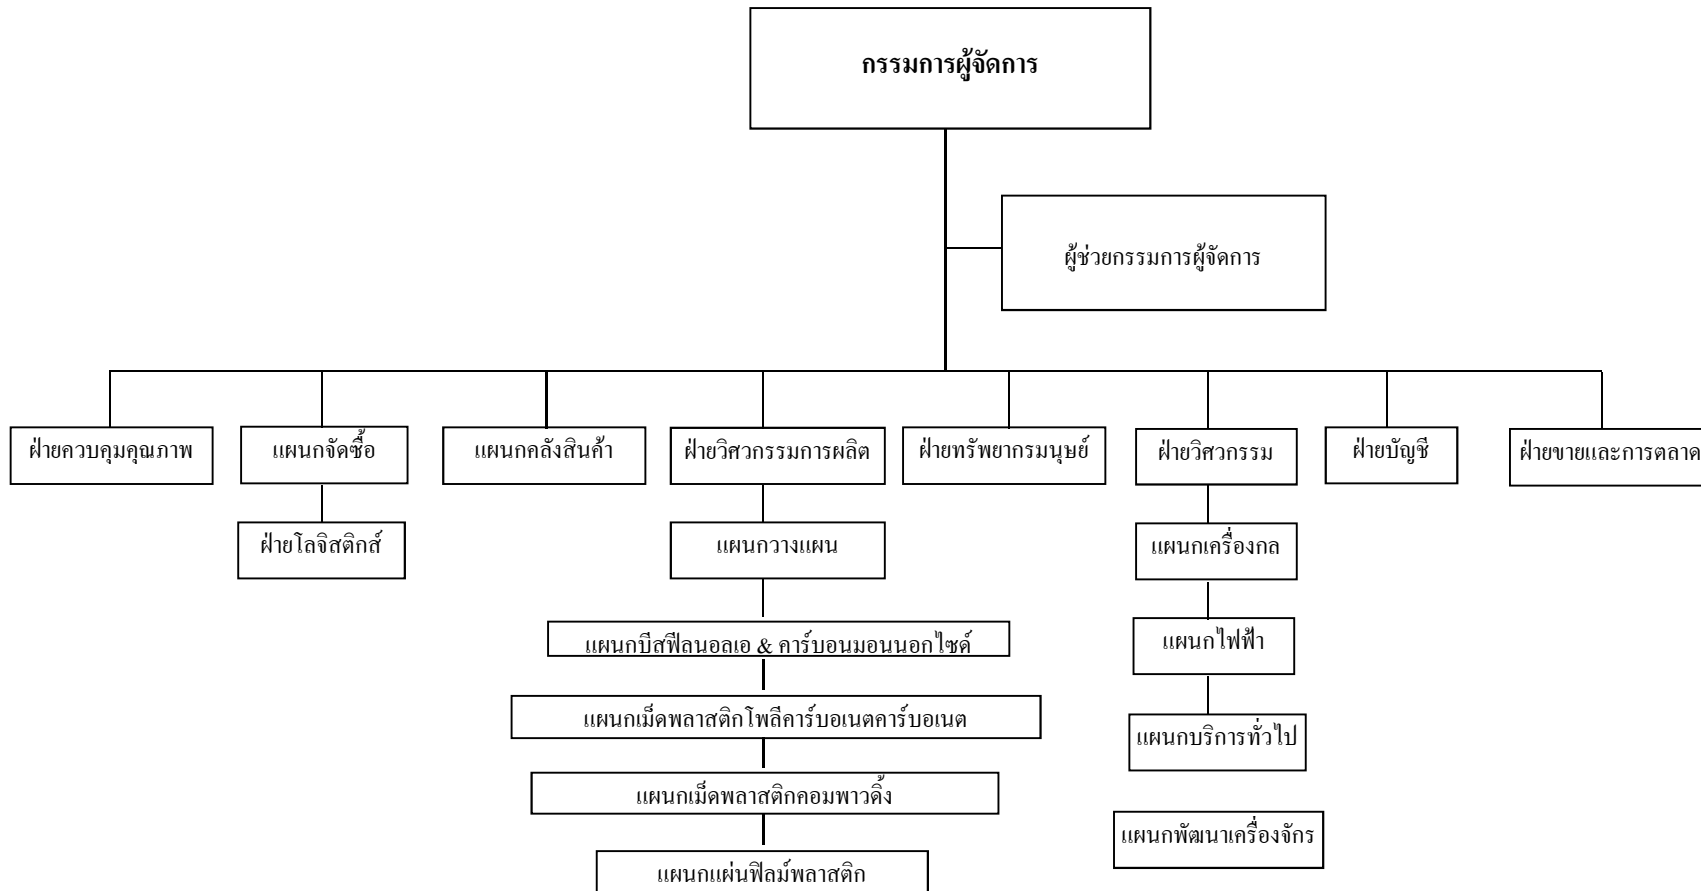 กรรมการผู้จัดการ
ผู้ช่วยกรรมการผู้จัดการ
ฝ่ายควบคุมคุณภาพ
แผนกจัดซื้อ
แผนกคลังสินค้า
ฝ่ายวิศวกรรมการผลิต
ฝ่ายทรัพยากรมนุษย์
ฝ่ายวิศวกรรม
ฝ่ายบัญชี
ฝ่ายขายและการตลาด
ฝ่ายโลจิสติกส์
แผนกวางแผน
แผนกเครื่องกล
แผนกบีสฟีลนอลเอ & คาร์บอนมอนนอกไซด์
แผนกไฟฟ้า
แผนกเม็ดพลาสติกโพลีคาร์บอเนตคาร์บอเนต
แผนกบริการทั่วไป
แผนกเม็ดพลาสติกคอมพาวดิ้ง
แผนกพัฒนาเครื่องจักร
แผนกแผ่นฟิลม์พลาสติก